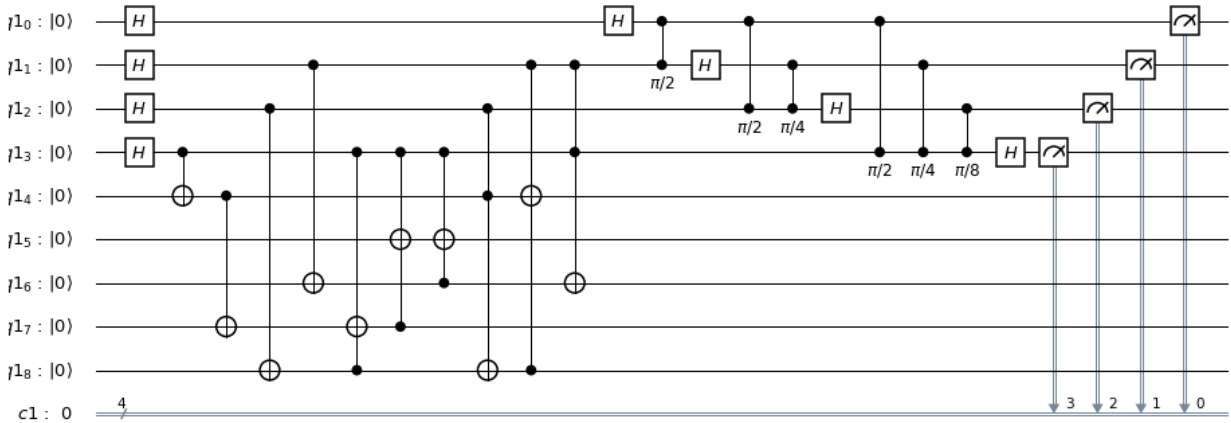 q1₀ : |0⟩ H H
q1₁ : |0⟩ H H
π/2
q1₂ : |0⟩ H H
π/2 π/4
q1₃ : |0⟩ H H
π/2 π/4 π/8
q1₄ : |0⟩
q1₅ : |0⟩
q1₆ : |0⟩
q1₇ : |0⟩
q1₈ : |0⟩
c1 : 0 4 3 2 1 0